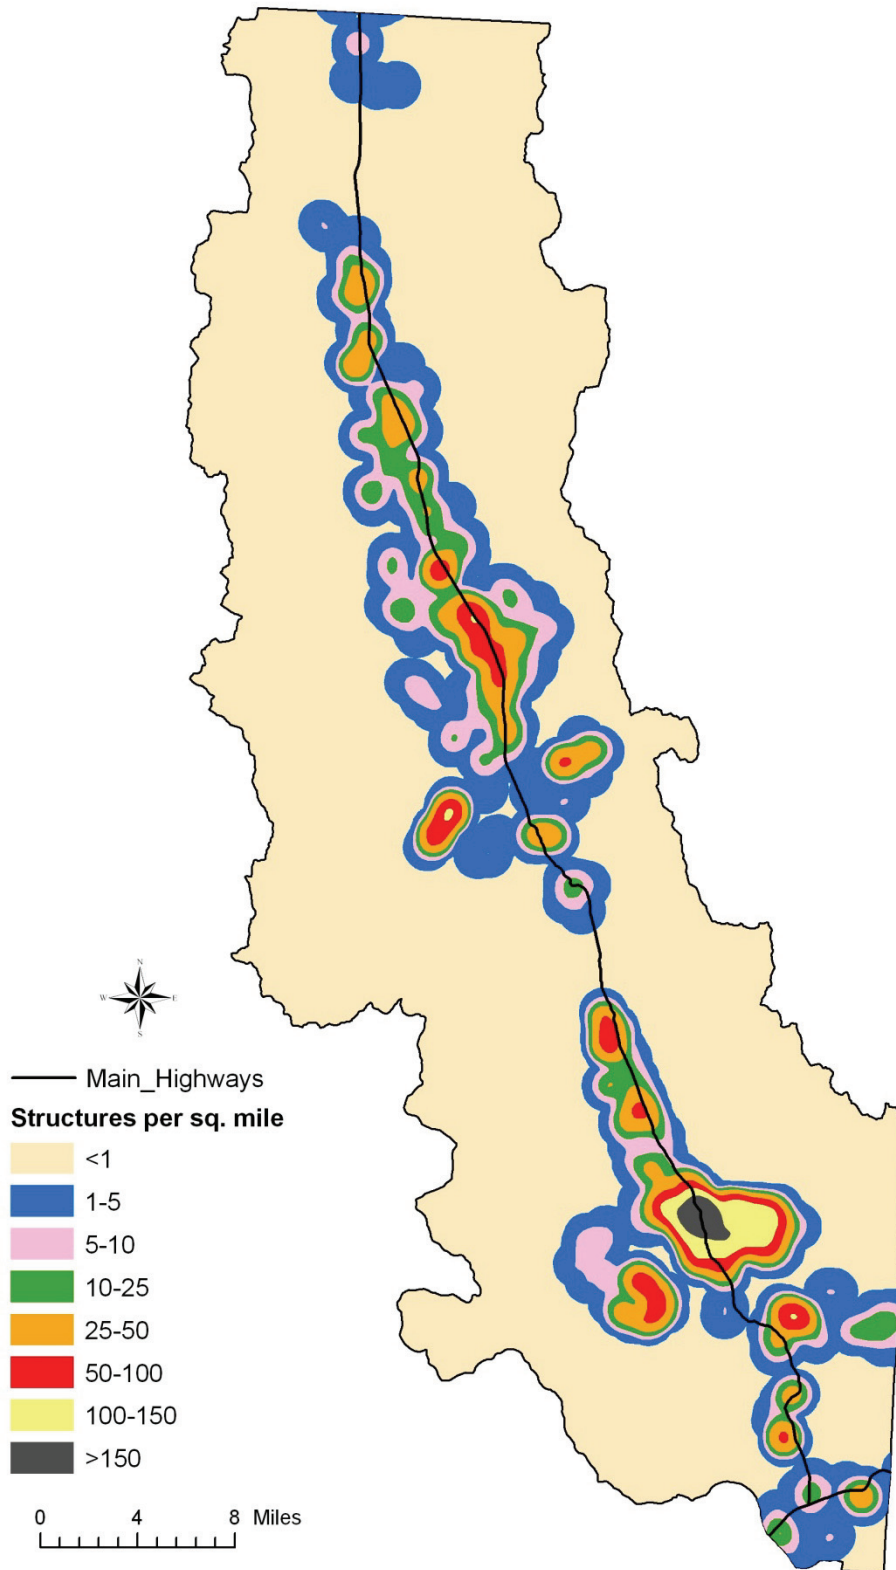 N
W E
S
Main_Highways
Structures per sq. mile
<1
1-5
5-10
10-25
25-50
50-100
100-150
>150
0 4 8 Miles